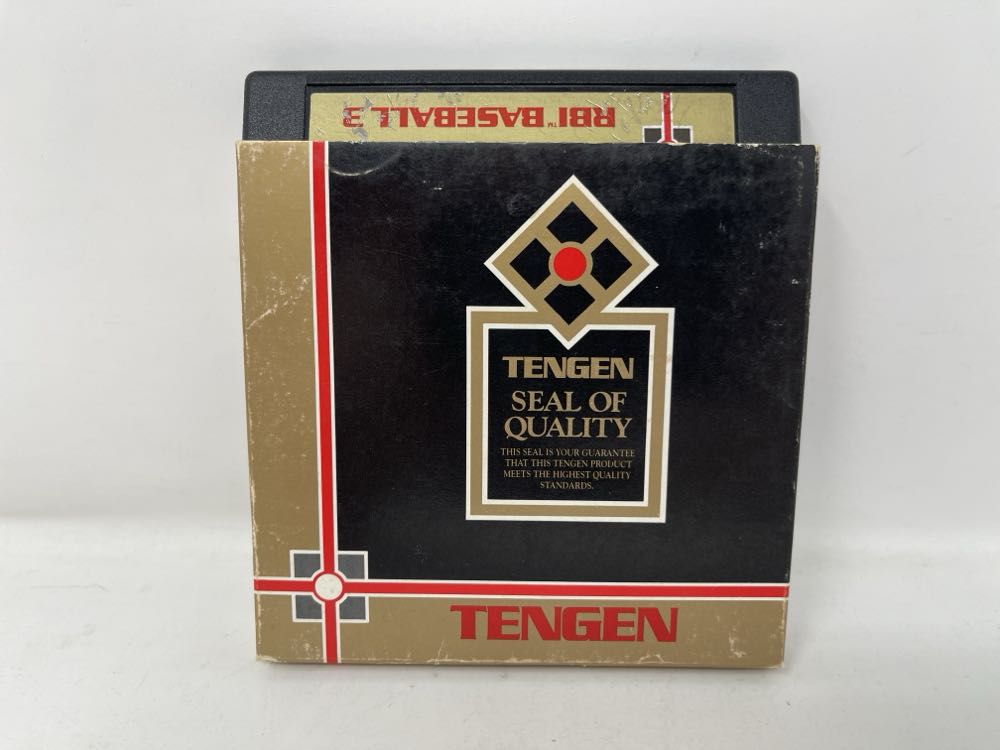 RBI™ BASEBALL 3
TENGEN
SEAL OF
QUALITY
THIS SEAL IS YOUR GUARANTEE
THAT THIS TENGEN PRODUCT
MEETS THE HIGHEST QUALITY
STANDARDS.
TENGEN